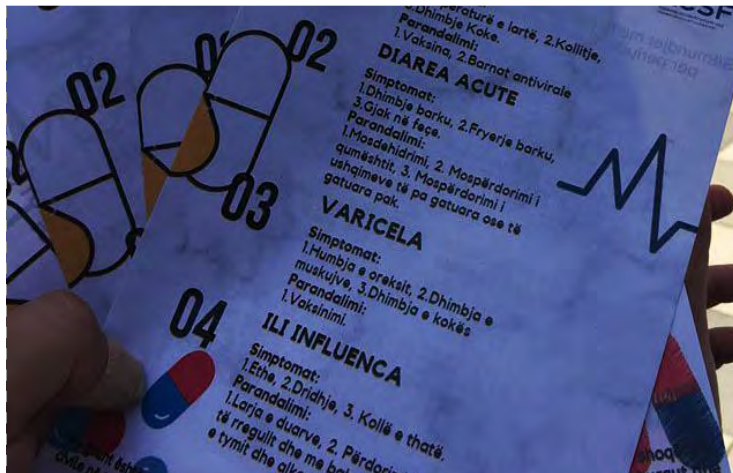 CSF
e lartë, 2.Kollitje,
3.Dhimbje Koke.
Parandalimi:
1.Vaksina, 2.Barnat antivirale
02
DIAREA ACUTE
Simptomat:
1.Dhimbje barku, 2.Fryerje barku,
3.Gjak në feçe.
Parandalimi:
1.Mosdehidrimi, 2. Mospërdorimi i
qumështit, 3. Mospërdorimi i
ushqimeve të pa gatuara ose të
gatuara pak.
03
VARICELA
Simptomat:
1.Humbja e oreksit, 2.Dhimbja e
muskujve, 3.Dhimbja e kokës
Parandalimi:
1.Vaksinimi.
04
ILI INFLUENCA
Simptomat:
1.Ethe, 2.Dridhje, 3. Kollë e thatë.
Parandalimi:
1.Larja e duarve, 2.
të rregullt dhe me
e tymit dhe
02